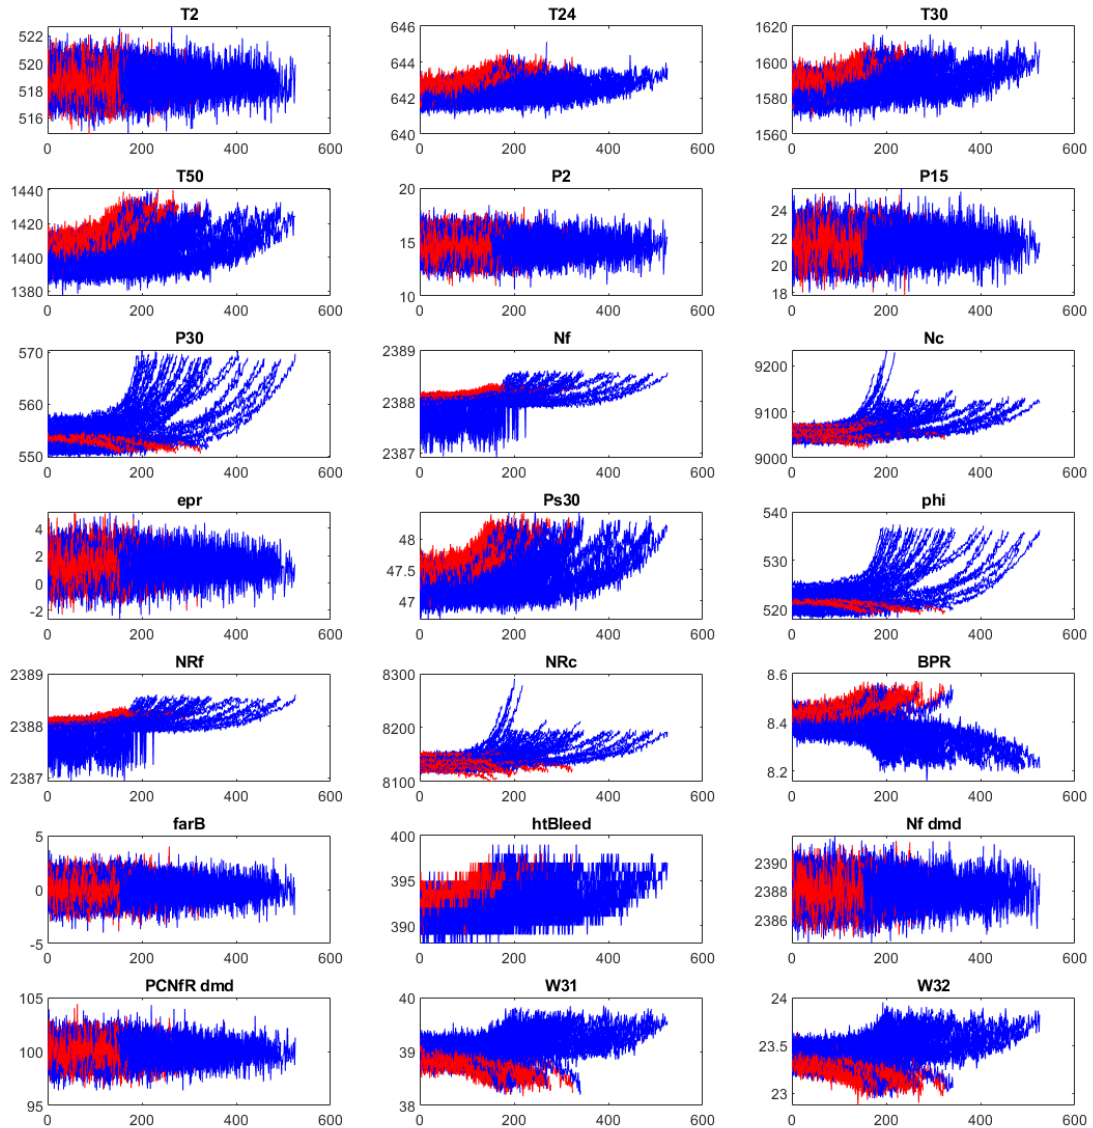 T2 T24 T30
522 646 1620
520 644 1600
518 642 1580
516 640 1560
0 200 400 600 0 200 400 600 0 200 400 600
T50 P2 P15
1440 20 24
1420 15 22
1400 10 20
1380 18
0 200 400 600 0 200 400 600 0 200 400 600
P30 Nf Nc
570 2389 9200
560 2388 9100
550 2387 9000
0 200 400 600 0 200 400 600 0 200 400 600
epr Ps30 phi
4 48 540
2 47.5 530
0 47 520
-2
0 200 400 600 0 200 400 600 0 200 400 600
NRf NRc BPR
2389 8300 8.6
2388 8200 8.4
2387 8100 8.2
0 200 400 600 0 200 400 600 0 200 400 600
farB htBleed Nf dmd
5 400 2390
0 395 2388
-5 390 2386
0 200 400 600 0 200 400 600 0 200 400 600
PCNfR dmd W31 W32
105 40 24
100 39 23.5
95 38 23
0 200 400 600 0 200 400 600 0 200 400 600